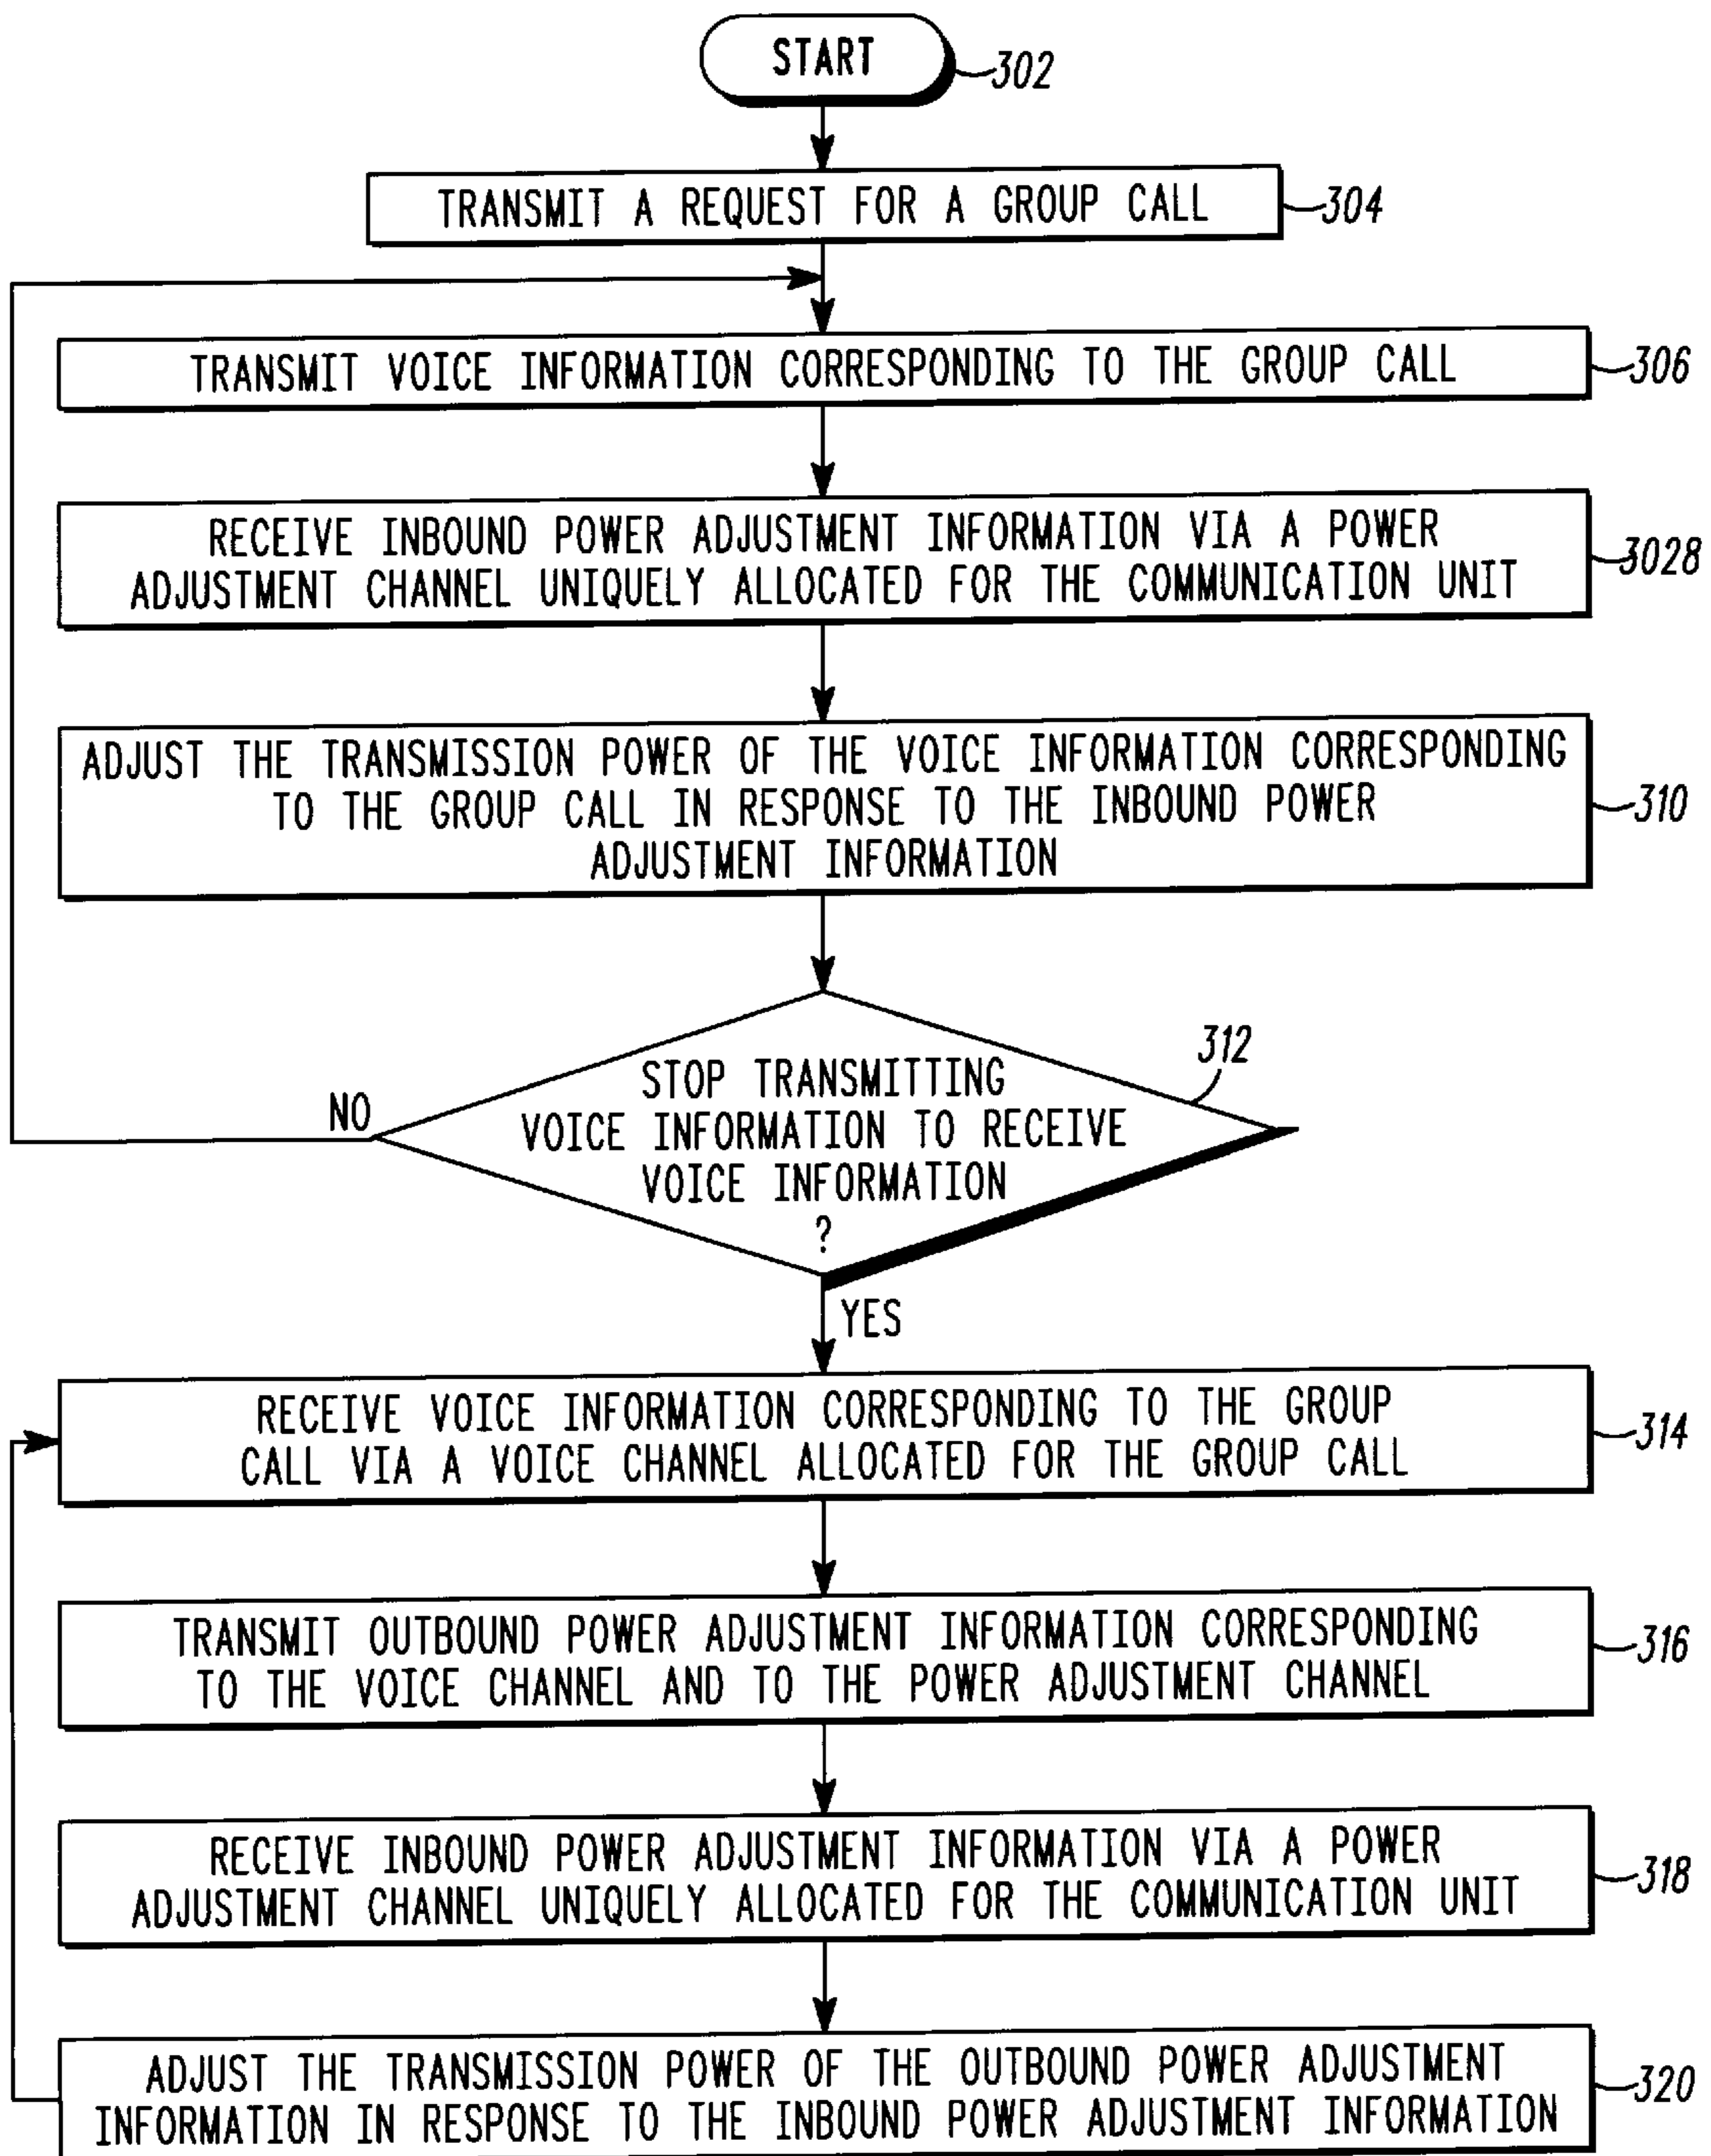 START
302
TRANSMIT A REQUEST FOR A GROUP CALL
304
TRANSMIT VOICE INFORMATION CORRESPONDING TO THE GROUP CALL
306
RECEIVE INBOUND POWER ADJUSTMENT INFORMATION VIA A POWER
ADJUSTMENT CHANNEL UNIQUELY ALLOCATED FOR THE COMMUNICATION UNIT
3028
ADJUST THE TRANSMISSION POWER OF THE VOICE INFORMATION CORRESPONDING
TO THE GROUP CALL IN RESPONSE TO THE INBOUND POWER
ADJUSTMENT INFORMATION
310
STOP TRANSMITTING
VOICE INFORMATION TO RECEIVE
VOICE INFORMATION
?
312
NO
YES
RECEIVE VOICE INFORMATION CORRESPONDING TO THE GROUP
CALL VIA A VOICE CHANNEL ALLOCATED FOR THE GROUP CALL
314
TRANSMIT OUTBOUND POWER ADJUSTMENT INFORMATION CORRESPONDING
TO THE VOICE CHANNEL AND TO THE POWER ADJUSTMENT CHANNEL
316
RECEIVE INBOUND POWER ADJUSTMENT INFORMATION VIA A POWER
ADJUSTMENT CHANNEL UNIQUELY ALLOCATED FOR THE COMMUNICATION UNIT
318
ADJUST THE TRANSMISSION POWER OF THE OUTBOUND POWER ADJUSTMENT
INFORMATION IN RESPONSE TO THE INBOUND POWER ADJUSTMENT INFORMATION
320